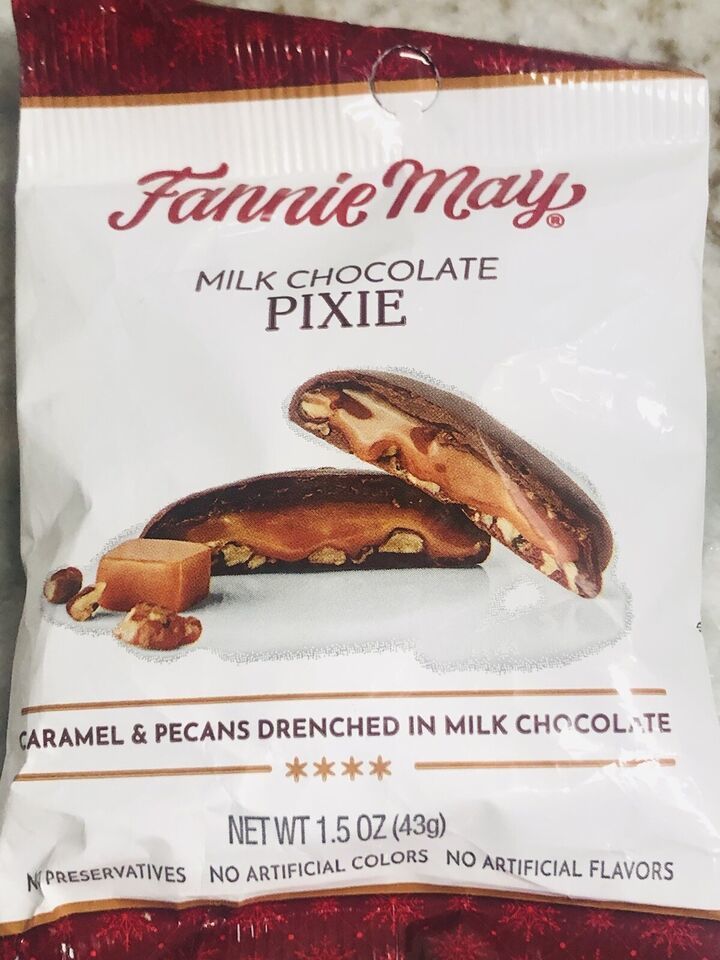 Fannie May®
MILK CHOCOLATE
PIXIE
CARAMEL & PECANS DRENCHED IN MILK CHOCOLATE
NET WT 1.5 OZ (43g)
NO PRESERVATIVES NO ARTIFICIAL COLORS NO ARTIFICIAL FLAVORS